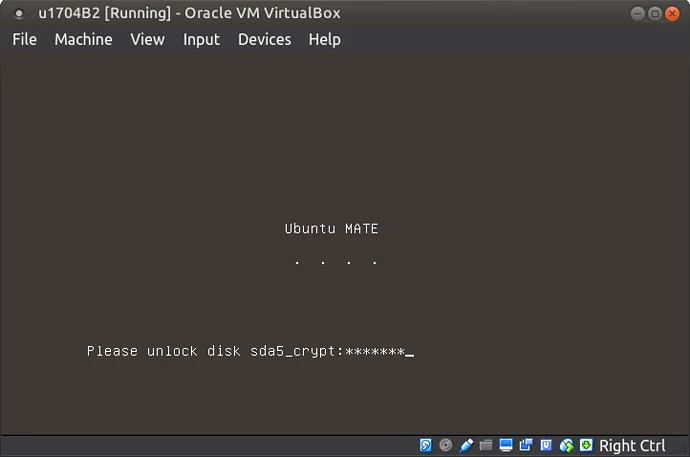 u1704B2 [Running] - Oracle VM VirtualBox
File Machine View Input Devices Help
Ubuntu MATE
. . . .
Please unlock disk sda5_crypt:*******_
Right Ctrl